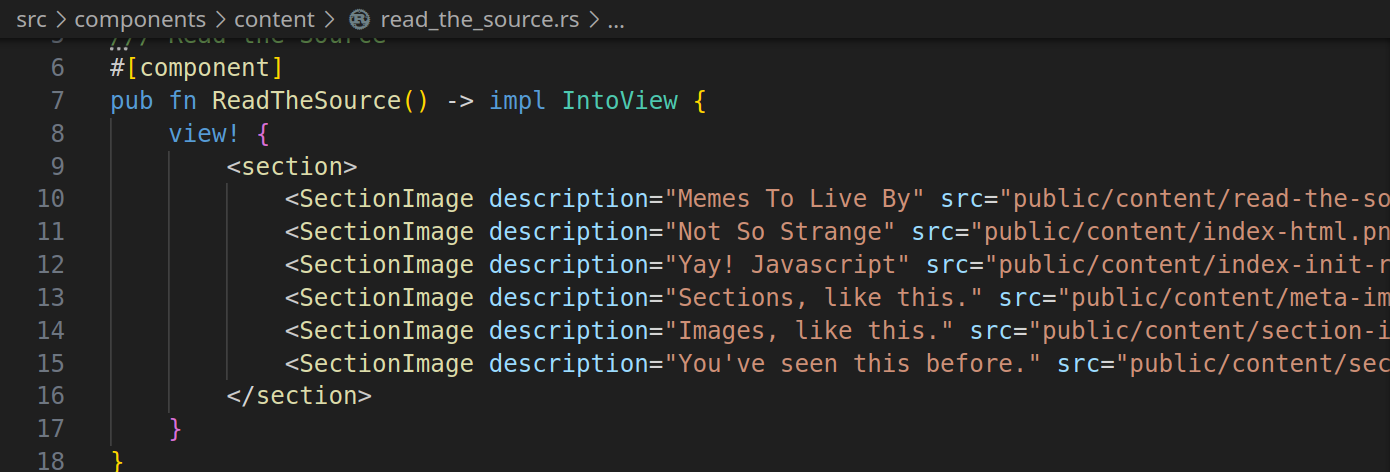 src > components > content > read_the_source.rs > ...
5 /// Read the Source
6 #[component]
7 pub fn ReadTheSource() -> impl IntoView {
8 view! {
9 <section>
10 <SectionImage description="Memes To Live By" src="public/content/read-the-so
11 <SectionImage description="Not So Strange" src="public/content/index-html.pn
12 <SectionImage description="Yay! Javascript" src="public/content/index-init-r
13 <SectionImage description="Sections, like this." src="public/content/meta-im
14 <SectionImage description="Images, like this." src="public/content/section-i
15 <SectionImage description="You've seen this before." src="public/content/sec
16 </section>
17 }
18 }